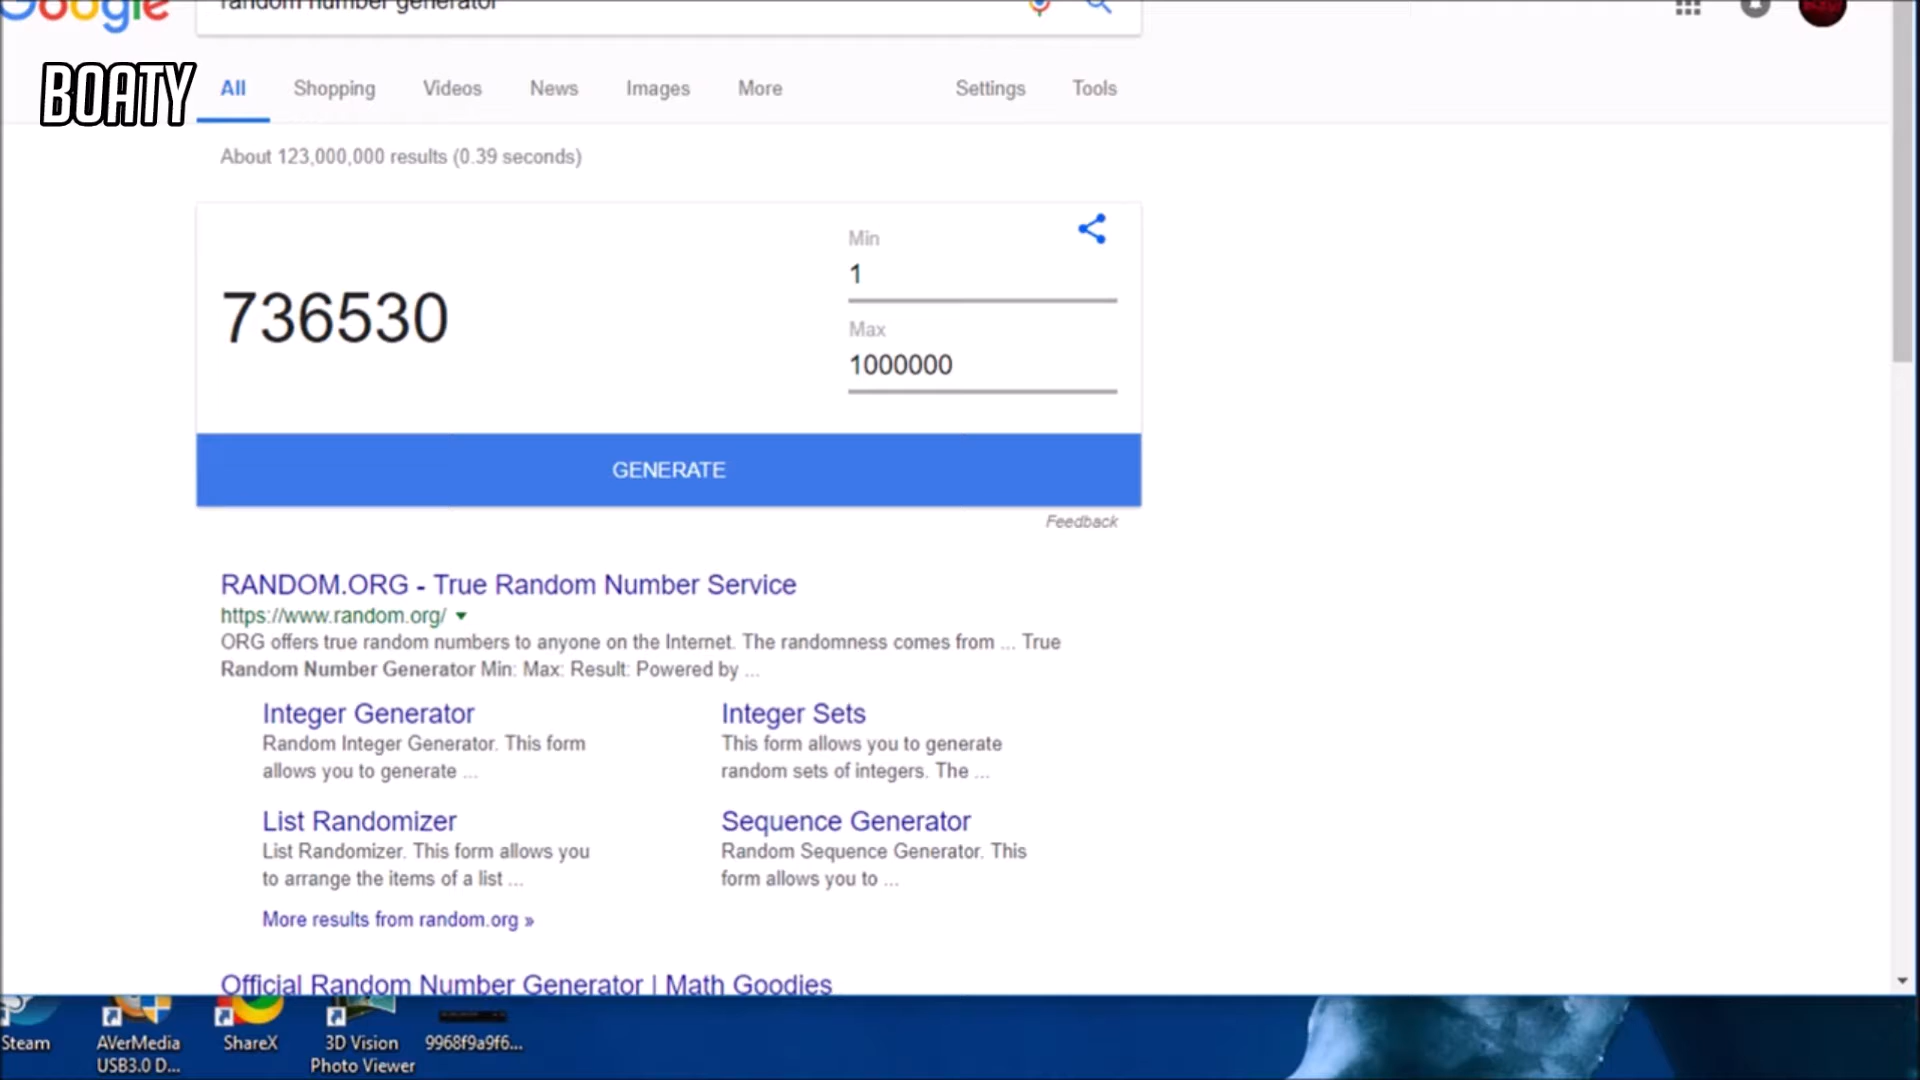 Google
random number generator
BOATY
All Shopping Videos News Images More Settings Tools
About 123,000,000 results (0.39 seconds)
Min
1
736530
Max
1000000
GENERATE
Feedback
RANDOM.ORG - True Random Number Service
https://www.random.org/
ORG offers true random numbers to anyone on the Internet. The randomness comes from ... True
Random Number Generator Min: Max: Result: Powered by ...
Integer Generator
Random Integer Generator. This form
allows you to generate ...
Integer Sets
This form allows you to generate
random sets of integers. The ...
List Randomizer
List Randomizer. This form allows you
to arrange the items of a list ...
Sequence Generator
Random Sequence Generator. This
form allows you to ...
More results from random.org »
Official Random Number Generator | Math Goodies
Steam
AVerMedia
USB3.0 D...
ShareX
3D Vision
Photo Viewer
9968f9a9f6...